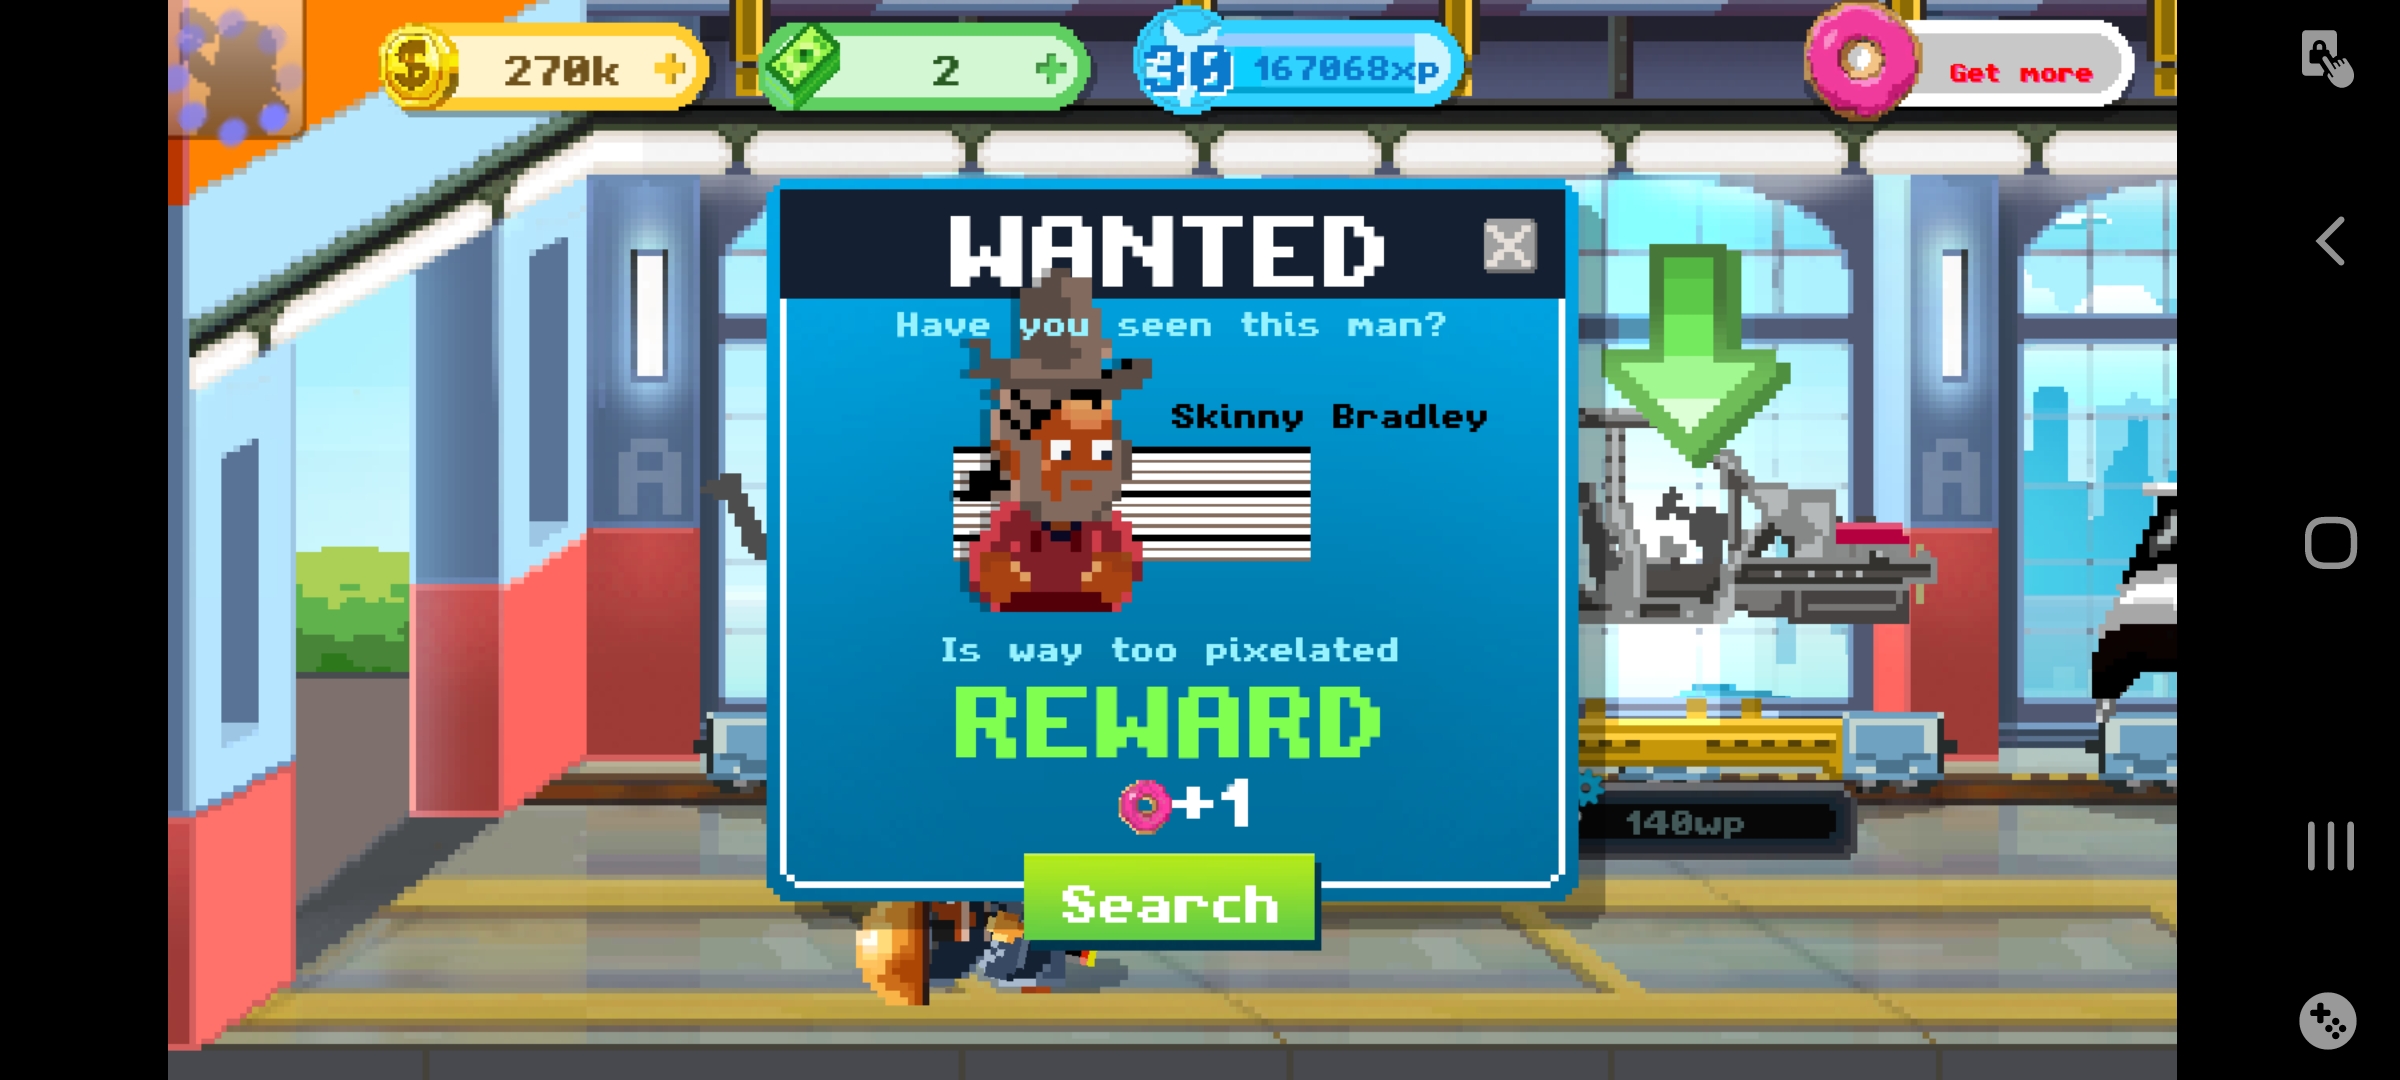 270k
2
30
167068xp
Get more
WANTED
Have you seen this man?
Skinny Bradley
Is way too pixelated
REWARD
+1
Search
140wp
A
A